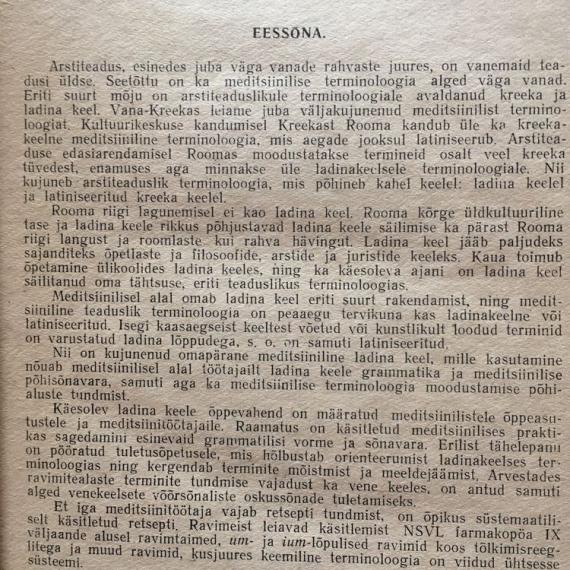 EESSÕNA.
Arstiteadus, esinedes juba väga vanade rahvaste juures, on vanemaid tea-
dusi üldse. Seetõttu on ka meditsiinilise terminoloogia alged väga vanad.
Eriti suurt mõju on arstiteaduslikule terminoloogiale avaldanud kreeka ja
ladina keel. Vana-Kreekas leiame juba väljakujunenud meditsiinilist termino-
loogiat. Kultuurikeskuse kandumisel Kreekast Rooma kandub üle ka kreeka-
keelne meditsiiniline terminoloogia, mis aegade jooksul latiniseerub. Arstitea-
duse edasiarendamisel Roomas moodustatakse termineid osalt veel kreeka
tüvedest, enamuses aga minnakse üle ladinakeelsele terminoloogiale. Nii
kujuneb arstiteaduslik terminoloogia, mis põhineb kahel keelel: ladina keelel
ja latiniseeritud kreeka keelel.
Rooma riigi lagunemisel ei kao ladina keel. Rooma kõrge üldkultuuriline
tase ja ladina keele rikkus põhjustavad ladina keele säilimise ka pärast Rooma
riigi langust ja roomlaste kui rahva hävingut. Ladina keel jääb paljudeks
sajanditeks õpetlaste ja filosoofide, arstide ja juristide keeleks. Kaua toimub
õpetamine ülikoolides ladina keeles, ning ka käesoleva ajani on ladina keel
säilitanud oma tähtsuse, eriti teaduslikus terminoloogias.
Meditsiinilisel alal omab ladina keel eriti suurt rakendamist, ning medit-
siiniline teaduslik terminoloogia on peaaegu tervikuna kas ladinakeelne või
latiniseeritud. Isegi kaasaegseist keeltest võetud või kunstlikult loodud terminid
on varustatud ladina lõppudega, s. o. on samuti latiniseeritud.
Nii on kujunenud omapärane meditsiiniline ladina keel, mille kasutamine
nõuab meditsiinilisel alal töötajailt ladina keele grammatika ja meditsiinilise
põhisõnavara, samuti aga ka meditsiinilise terminoloogia moodustamise põhi-
aluste tundmist.
Käesolev ladina keele õppevahend on määratud meditsiinilistele õppeasu-
tustele ja meditsiinitöötajaile. Raamatus on käsitletud meditsiinilises prakti-
kas sagedamini esinevaid grammatilisi vorme ja sõnavara. Erilist tähelepanu
on pööratud tuletusõpetusele, mis hõlbustab orienteerumist ladinakeelses ter-
minoloogias ning kergendab terminite mõistmist ja meeldejäämist. Arvestades
ravimitealaste terminite tundmise vajadust ka vene keeles, on antud samuti
alged venekeelsete võõrsõnaliste oskussõnade tuletamiseks.
Et iga meditsiinitöötaja vajab retsepti tundmist, on õpikus süstemaatili-
selt käsitletud retsepti. Ravimeist leiavad käsitlemist NSVL farmakopöa IX
väljaande alusel ravimtaimed, um- ja ium-lõpulised ravimid koos tõlkimisreeg-
litega ja muud ravimid, kusjuures keemiline terminoloogia on viidud ühtsesse
süsteemi.